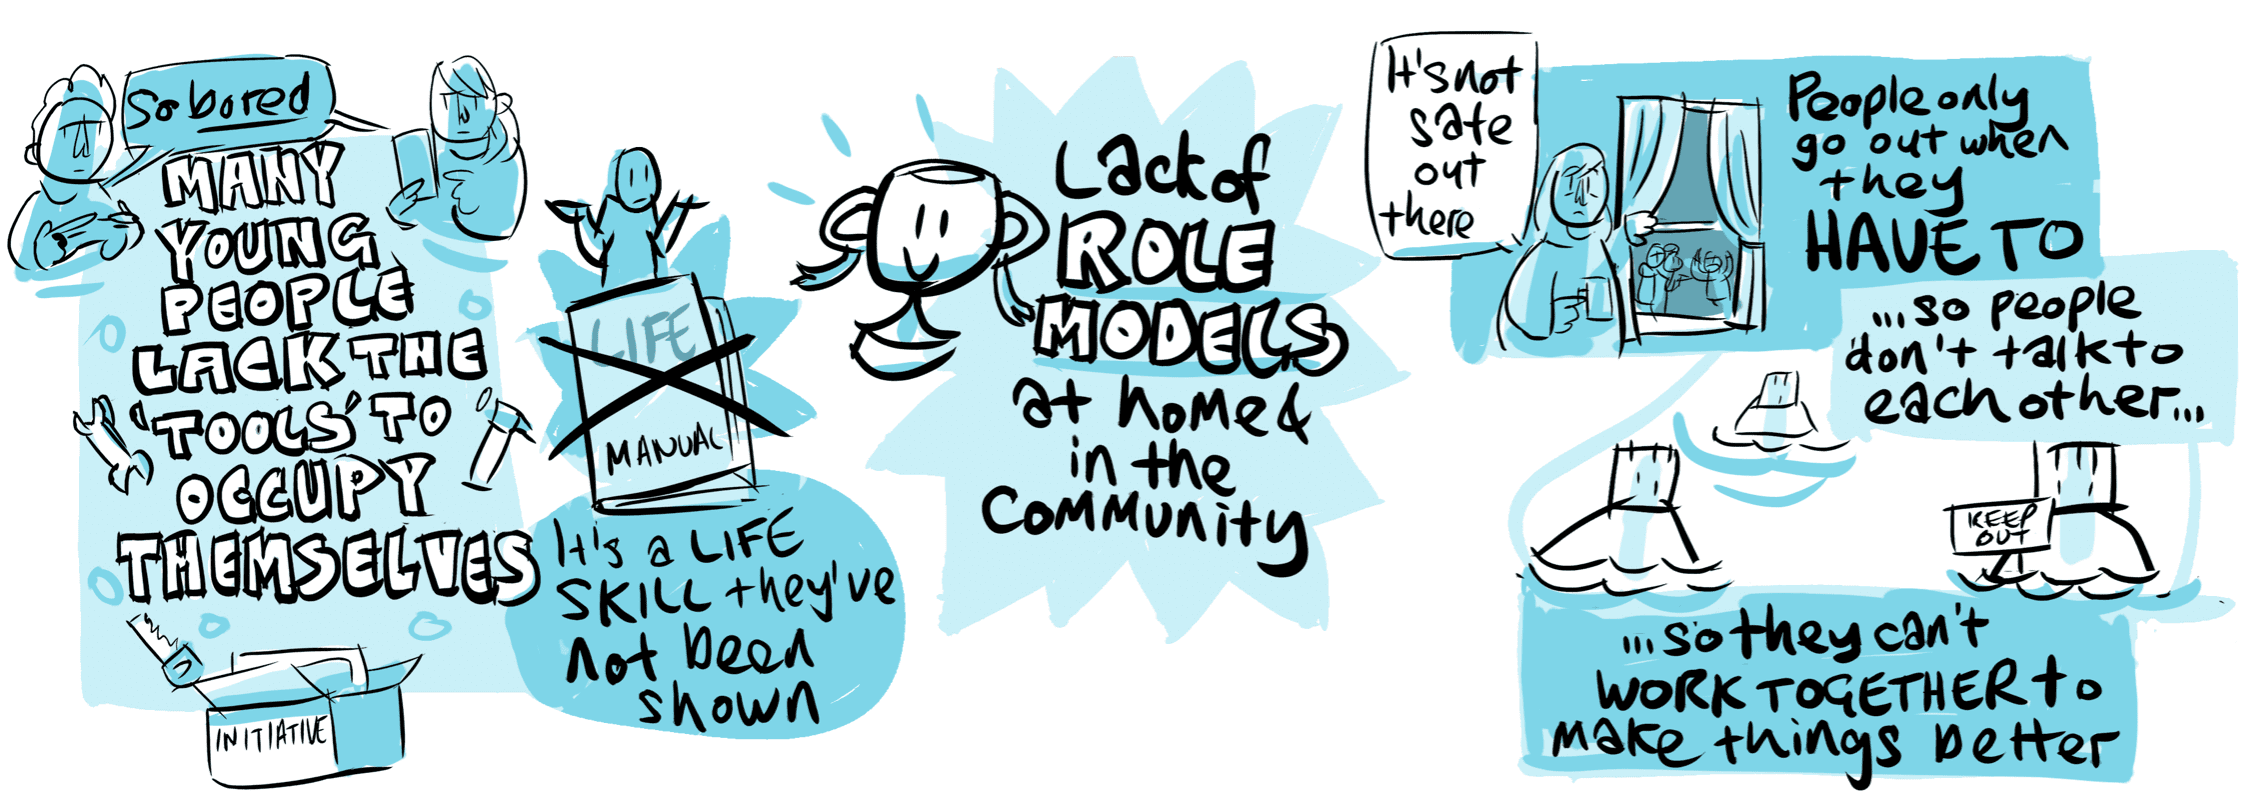 So bored
MANY
YOUNG
PEOPLE
LACK THE
'TOOLS' TO
OCCUPY
THEMSELVES
INITIATIVE
LIFE
MANUAL
It's a LIFE
SKILL they've
not been
shown
Lack of
ROLE
MODELS
at home &
in the
COMMUNITY
It's not
safe
out
there
People only
go out when
they
HAVE TO
...so people
don't talk to
each other...
KEEP
OUT
...so they can't
WORK TOGETHER to
make things better